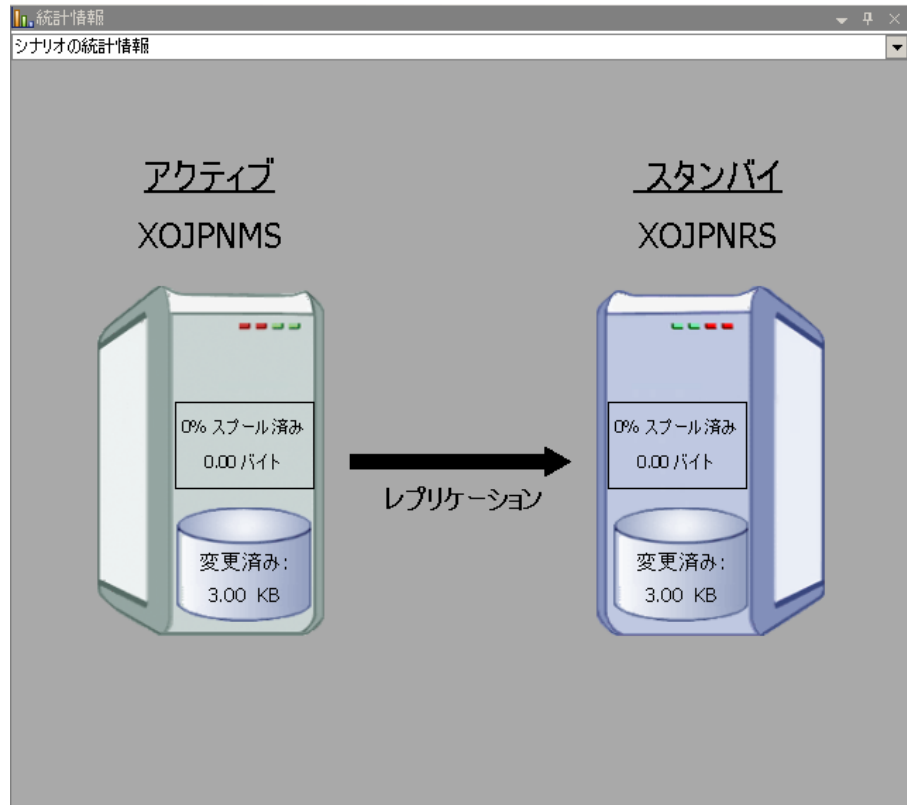 統計情報
シナリオの統計情報
アクティブ
スタンバイ
XOJPNMS
XOJPNRS
0% スプール済み
0.00 バイト
0% スプール済み
0.00 バイト
レプリケーション
変更済み:
3.00 KB
変更済み:
3.00 KB